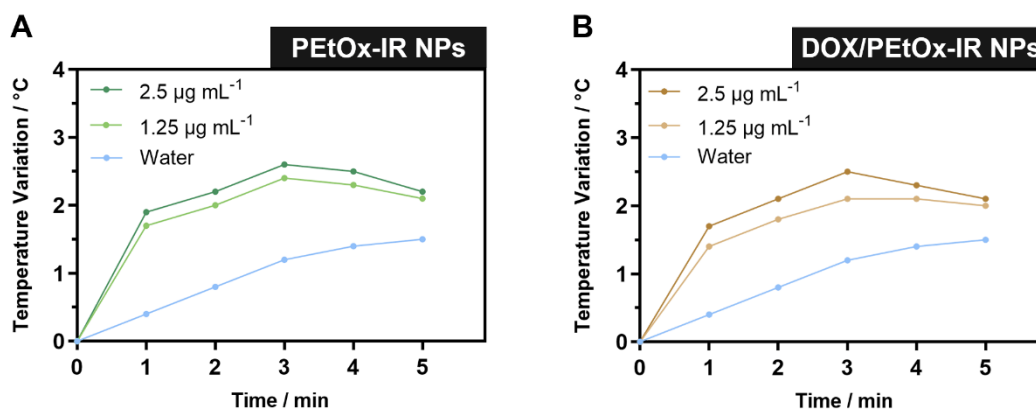 A
PEtOx-IR NPs
4
3
2
1
0
2.5 µg mL⁻¹
1.25 µg mL⁻¹
Water
Temperature Variation / °C
0 1 2 3 4 5
Time / min
B
DOX/PEtOx-IR NPs
4
3
2
1
0
2.5 µg mL⁻¹
1.25 µg mL⁻¹
Water
Temperature Variation / °C
0 1 2 3 4 5
Time / min